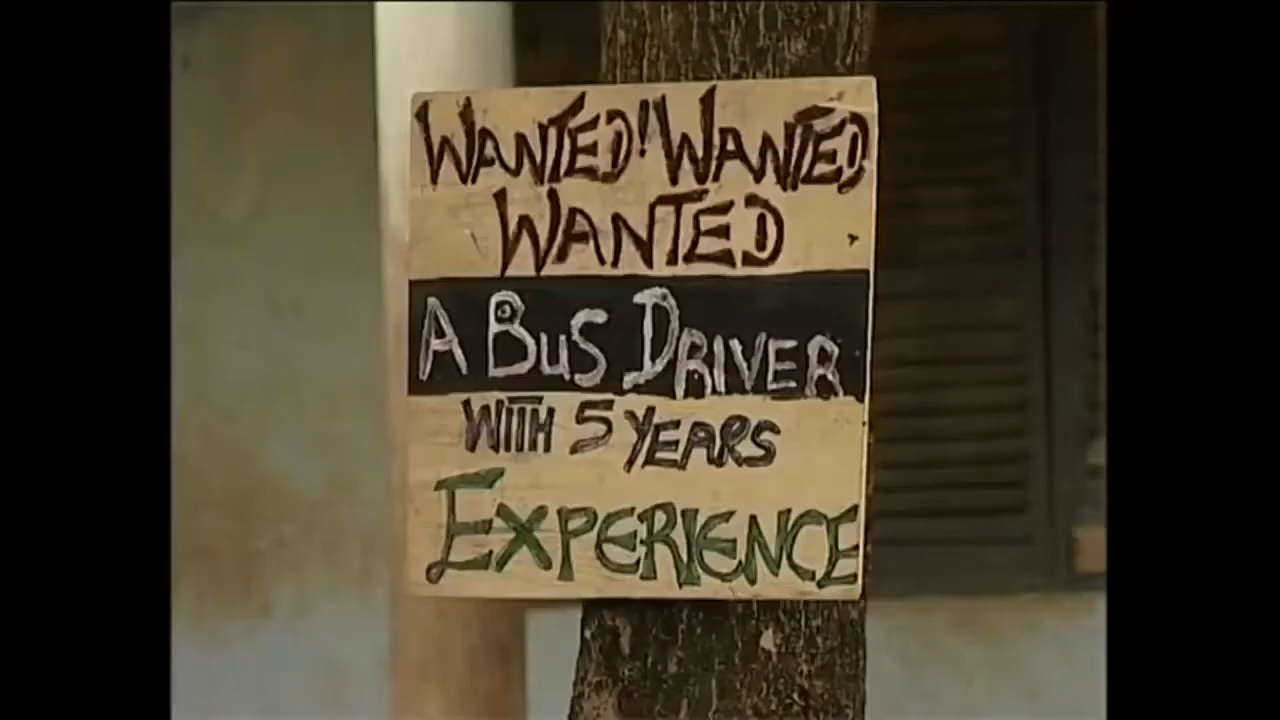 WANTED! WANTED
WANTED
A BUS DRIVER
WITH 5 YEARS
EXPERIENCE